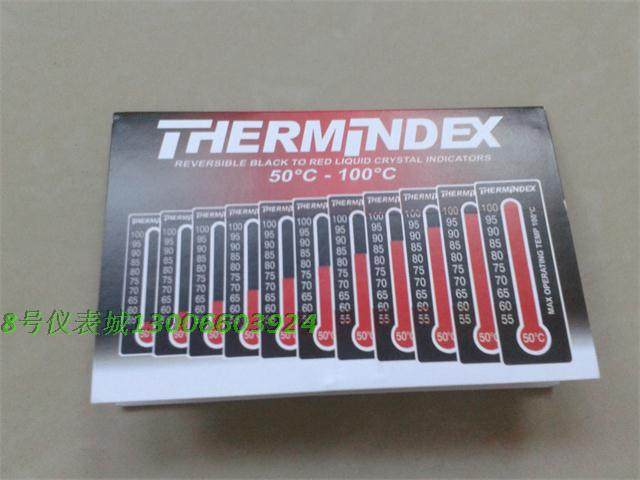 THERMINDEX
REVERSIBLE BLACK TO RED LIQUID CRYSTAL INDICATORS
50°C - 100°C
THERMINDEX
100
95
90
85
80
75
70
65
60
55
50°C
MAX OPERATING TEMP 100°C
8号仪表城13006603924